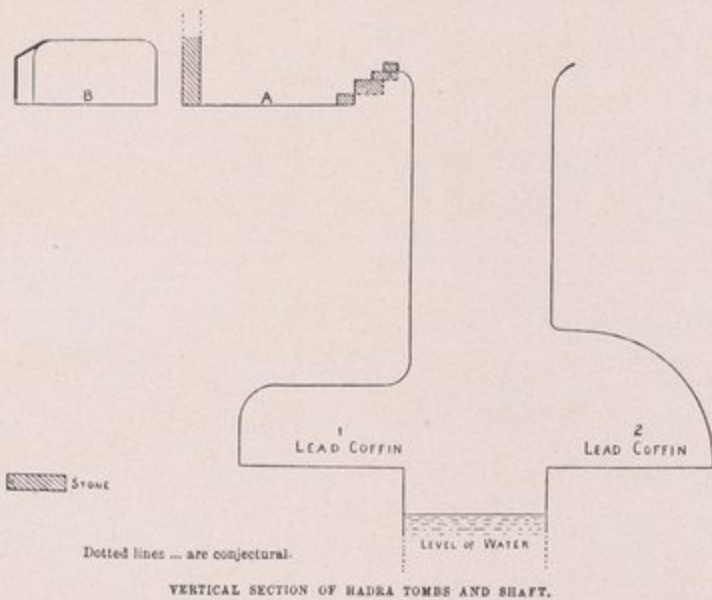 B
A
1
LEAD COFFIN
2
LEAD COFFIN
STONE
LEVEL of WATER
Dotted lines ... are conjectural.
VERTICAL SECTION OF HADRA TOMBS AND SHAFT.